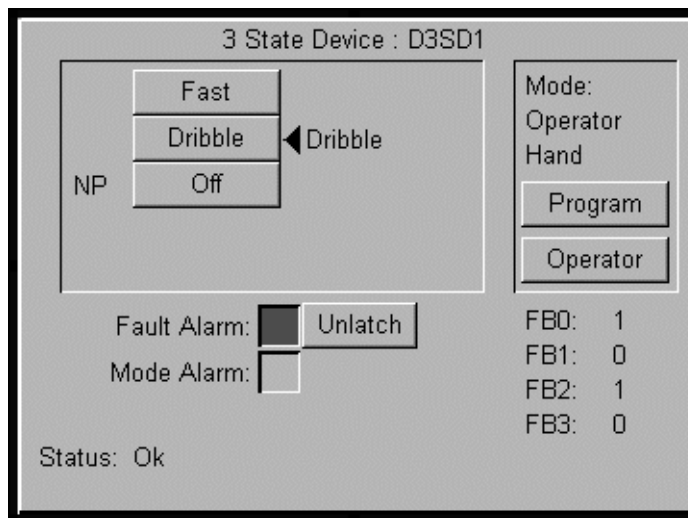 3 State Device : D3SD1
Fast
Dribble
Dribble
NP
Off
Mode:
Operator
Hand
Program
Operator
Fault Alarm:
Unlatch
Mode Alarm:
FB0: 1
FB1: 0
FB2: 1
FB3: 0
Status: Ok